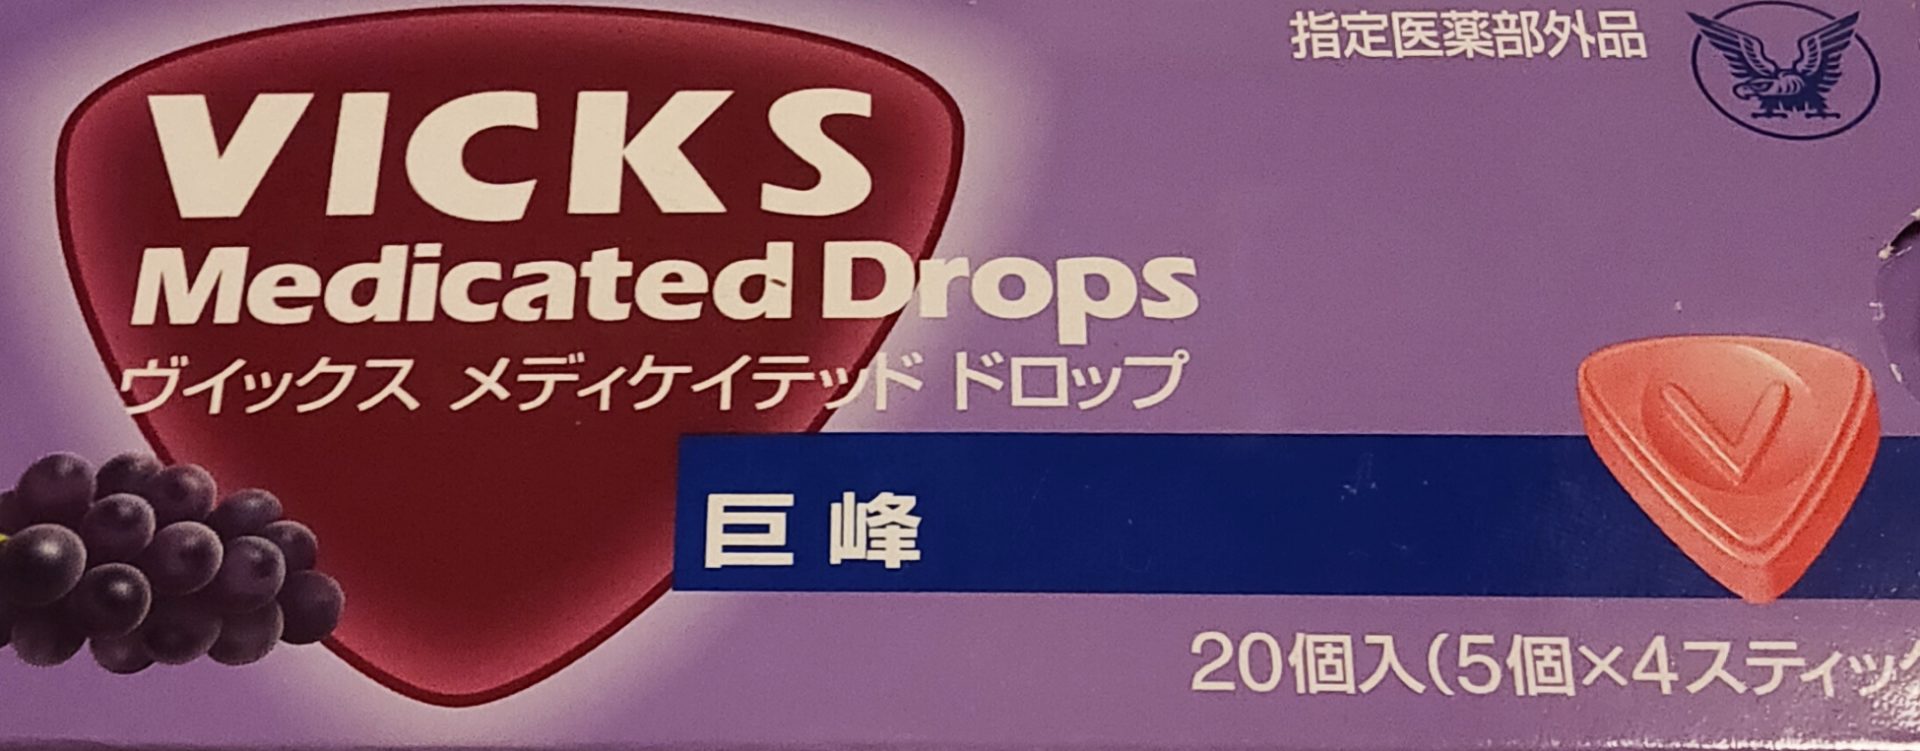 指定医薬部外品
VICKS
Medicated Drops
ヴイックス メディケイテッド ドロップ
巨峰
20個入(5個×4スティック